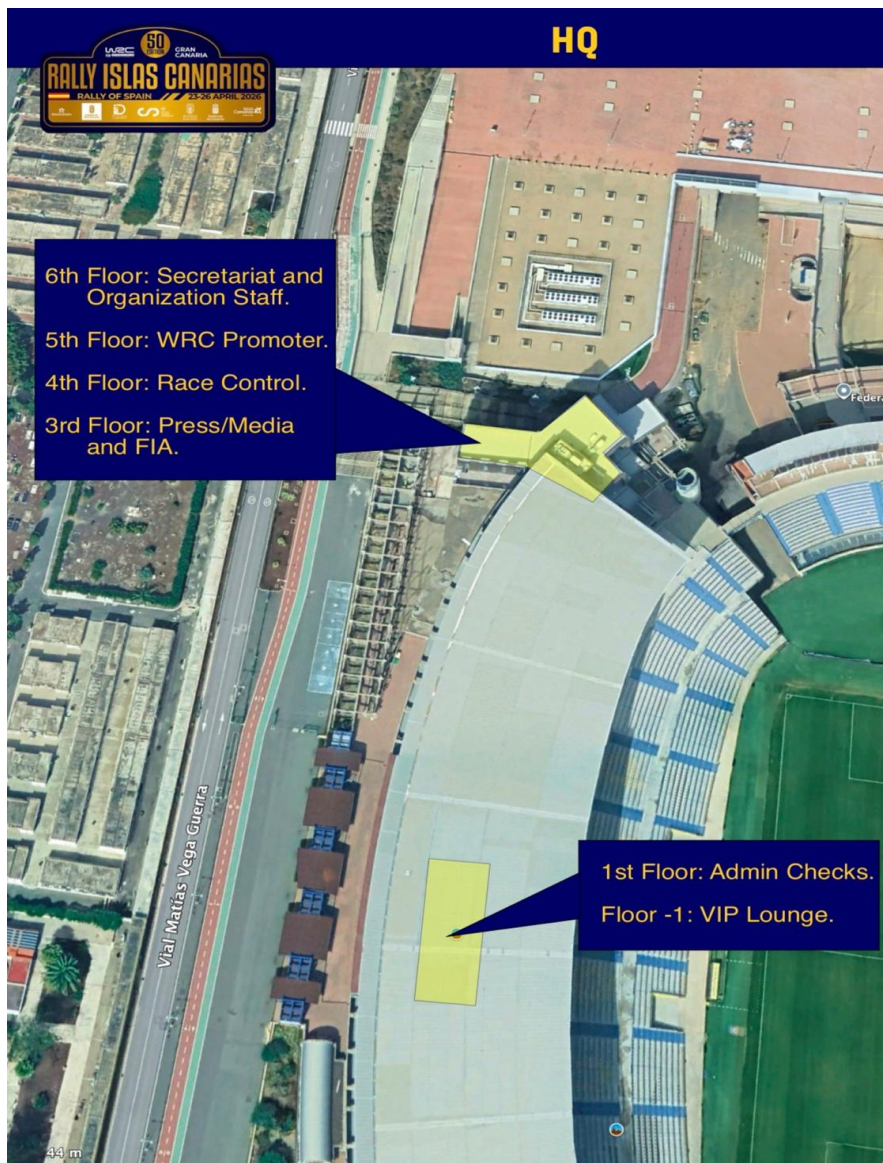 HQ
WRC
50
EDITION
GRAN
CANARIA
RALLY ISLAS CANARIAS
RALLY OF SPAIN
23-26 APRIL 2026
6th Floor: Secretariat and
Organization Staff.
5th Floor: WRC Promoter.
4th Floor: Race Control.
3rd Floor: Press/Media
and FIA.
Federa
1st Floor: Admin Checks.
Floor -1: VIP Lounge.
Vial Matías Vega Guerra
44 m